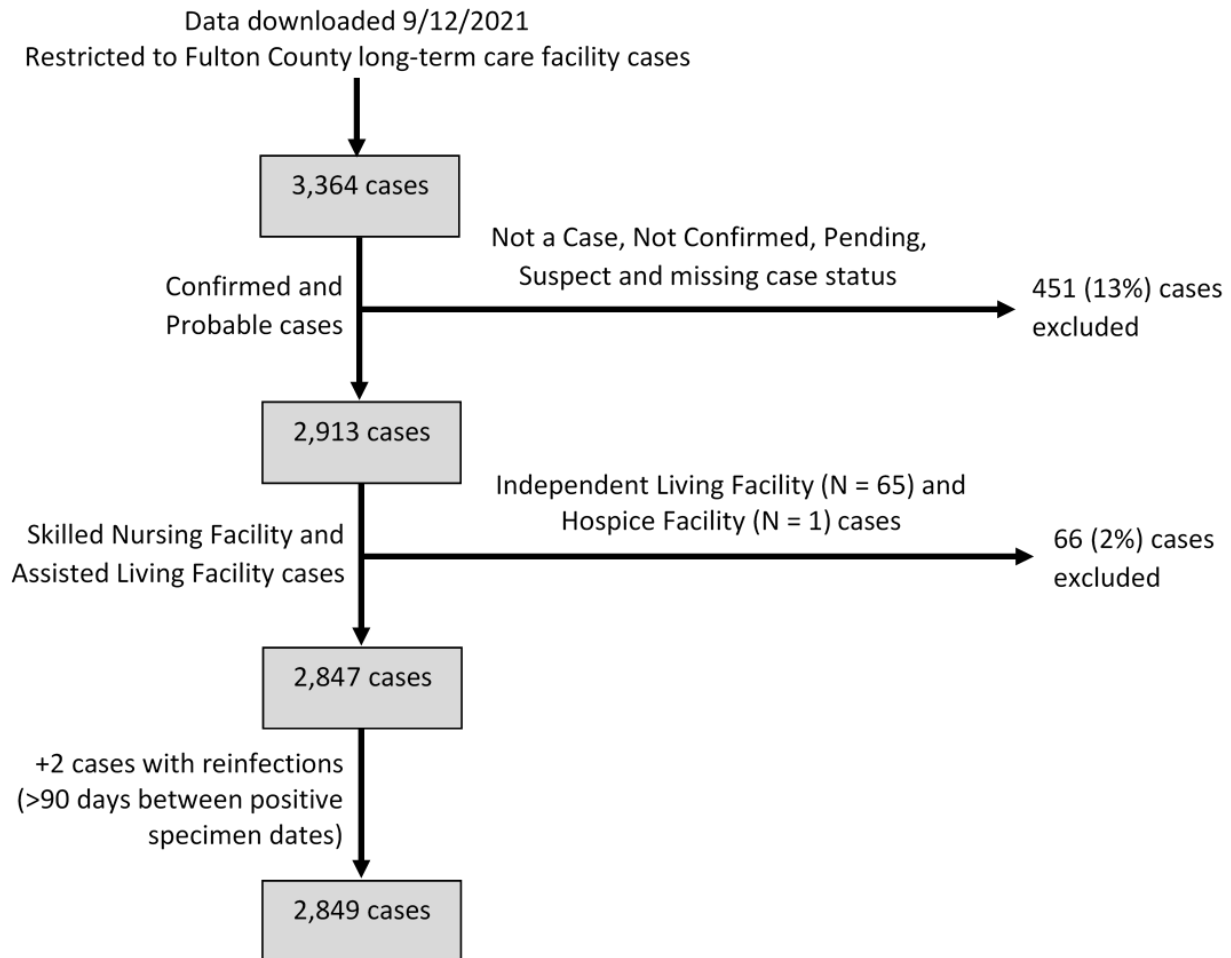 Data downloaded 9/12/2021
Restricted to Fulton County long-term care facility cases
3,364 cases
Not a Case, Not Confirmed, Pending,
Suspect and missing case status
Confirmed and
Probable cases
451 (13%) cases
excluded
2,913 cases
Independent Living Facility (N = 65) and
Hospice Facility (N = 1) cases
Skilled Nursing Facility and
Assisted Living Facility cases
66 (2%) cases
excluded
2,847 cases
+2 cases with reinfections
(>90 days between positive
specimen dates)
2,849 cases